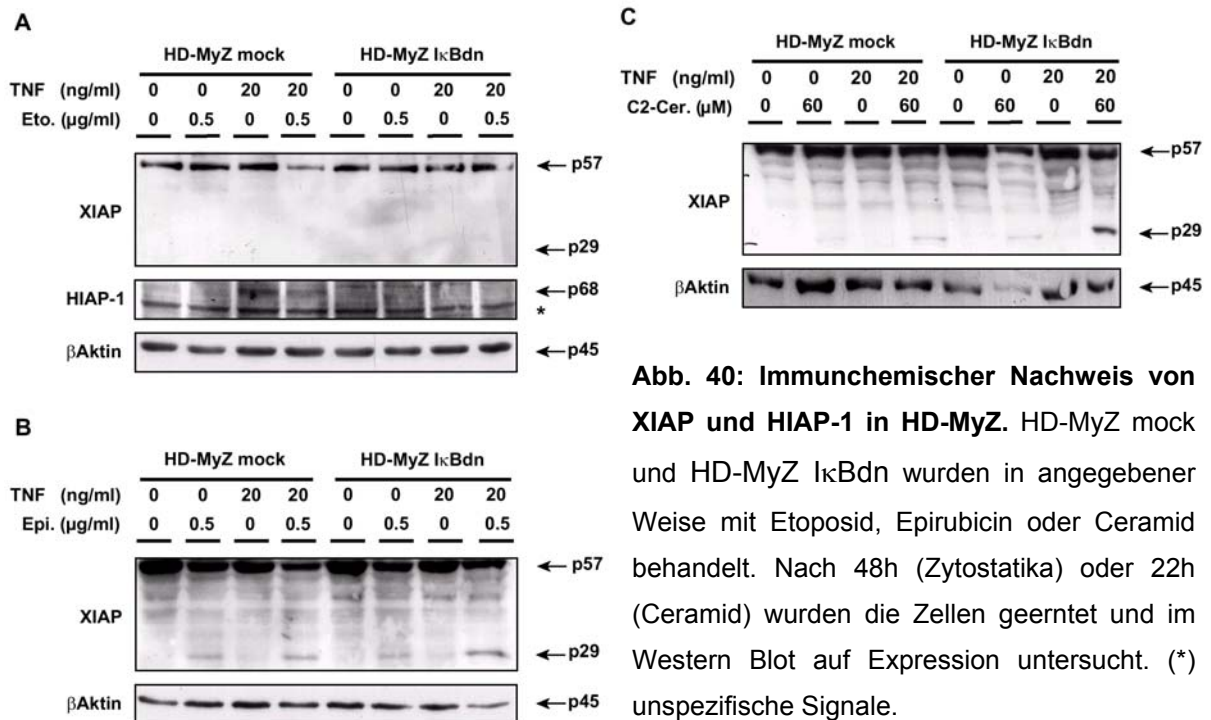 A
HD-MyZ mock HD-MyZ IκBdn
TNF (ng/ml) 0 0 20 20 0 0 20 20
Eto. (µg/ml) 0 0.5 0 0.5 0 0.5 0 0.5
XIAP
p57
p29
HIAP-1
p68
*
βAktin
p45
B
HD-MyZ mock HD-MyZ IκBdn
TNF (ng/ml) 0 0 20 20 0 0 20 20
Epi. (µg/ml) 0 0.5 0 0.5 0 0.5 0 0.5
XIAP
p57
p29
βAktin
p45
C
HD-MyZ mock HD-MyZ IκBdn
TNF (ng/ml) 0 0 20 20 0 0 20 20
C2-Cer. (µM) 0 60 0 60 0 60 0 60
XIAP
p57
p29
βAktin
p45
Abb. 40: Immunchemischer Nachweis von
XIAP und HIAP-1 in HD-MyZ. HD-MyZ mock
und HD-MyZ IκBdn wurden in angegebener
Weise mit Etoposid, Epirubicin oder Ceramid
behandelt. Nach 48h (Zytostatika) oder 22h
(Ceramid) wurden die Zellen geerntet und im
Western Blot auf Expression untersucht. (*)
unspezifische Signale.